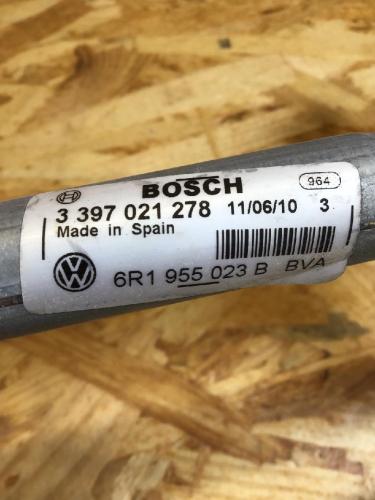 BOSCH 964
3 397 021 278 11/06/10 3
Made in Spain
6R1 955 023 B BVA